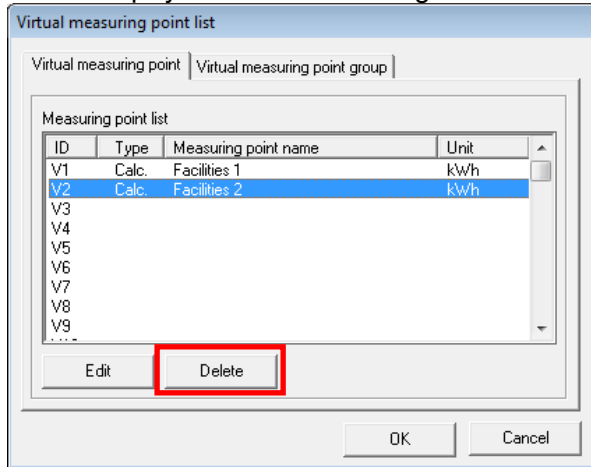 Virtual measuring point list
Virtual measuring point Virtual measuring point group
Measuring point list
ID Type Measuring point name Unit
V1 Calc. Facilities 1 kWh
V2 Calc. Facilities 2 kWh
V3
V4
V5
V6
V7
V8
V9
Edit Delete
OK Cancel